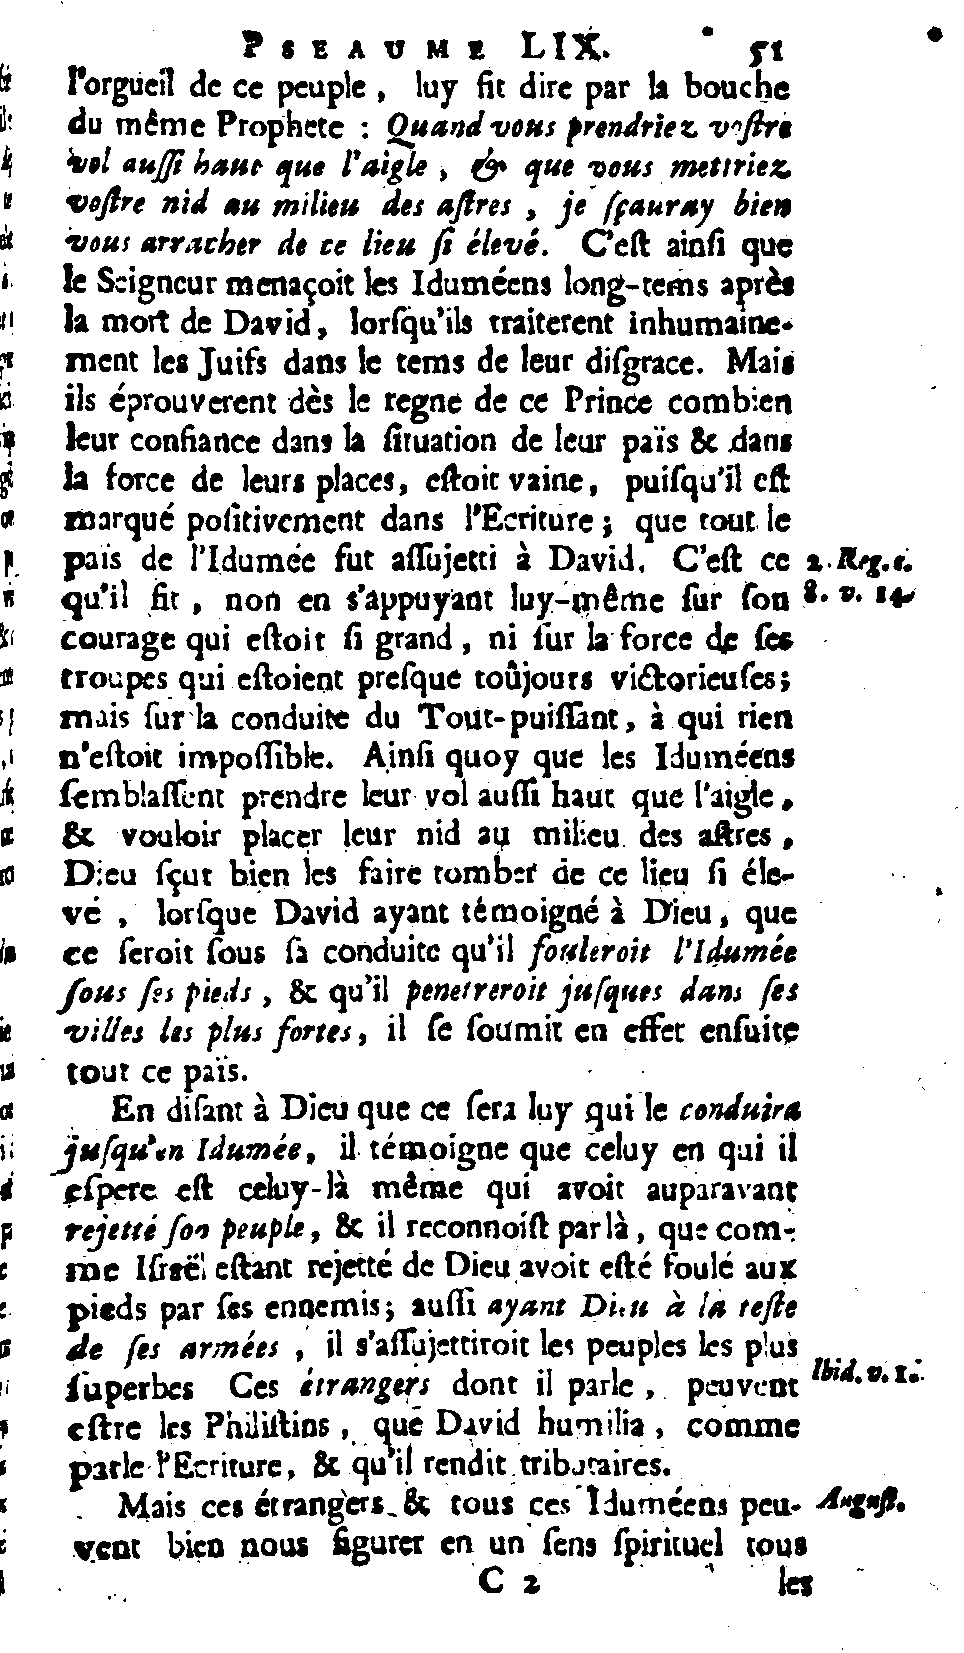 PSEAUME LIX. 51
l'orgueil de ce peuple, luy fit dire par la bouche
du même Prophete : Quand vous prendriez voſtre
vol auſſi haut que l'aigle, & que vous mettriez
voſtre nid au milieu des aſtres, je ſçauray bien
vous arracher de ce lieu ſi élevé. C'eſt ainſi que
le Seigneur menaçoit les Iduméens long-tems après
la mort de David, lorſqu'ils traiterent inhumaine-
ment les Juifs dans le tems de leur diſgrace. Mais
ils éprouverent dès le regne de ce Prince combien
leur confiance dans la ſituation de leur païs & dans
la force de leurs places, eſtoit vaine, puiſqu'il eſt
marqué poſitivement dans l'Ecriture; que tout le
païs de l'Idumée fut aſſujetti à David. C'eſt ce 2. Reg. c.
qu'il fit, non en s'appuyant luy-même ſur ſon 8. v. 14.
courage qui eſtoit ſi grand, ni ſur la force de ſes
troupes qui eſtoient preſque toûjours victorieuſes;
mais ſur la conduite du Tout-puiſſant, à qui rien
n'eſtoit impoſſible. Ainſi quoy que les Iduméens
ſemblaſſent prendre leur vol auſſi haut que l'aigle,
& vouloir placer leur nid au milieu des aſtres,
Dieu ſçut bien les faire tomber de ce lieu ſi éle-
vé, lorſque David ayant témoigné à Dieu, que
ce ſeroit ſous ſa conduite qu'il fouleroit l'Idumée
ſous ſes pieds, & qu'il penetreroit juſques dans ſes
villes les plus fortes, il ſe ſoumit en effet enſuite
tout ce païs.
En diſant à Dieu que ce ſera luy qui le conduira
juſqu'en Idumée, il témoigne que celuy en qui il
eſpere eſt celuy-là même qui avoit auparavant
rejetté ſon peuple, & il reconnoiſt par là, que com-
me Iſraël eſtant rejetté de Dieu avoit eſté foulé aux
pieds par ſes ennemis; auſſi ayant Dieu à la teſte
de ſes armées, il s'aſſujettiroit les peuples les plus
ſuperbes Ces étrangers dont il parle, peuvent Ibid. v. 1.
eſtre les Philiſtins, que David humilia, comme
parle l'Ecriture, & qu'il rendit tributaires.
Mais ces étrangers & tous ces Iduméens peu- Auguſt.
vent bien nous figurer en un ſens ſpirituel tous
C 2 les